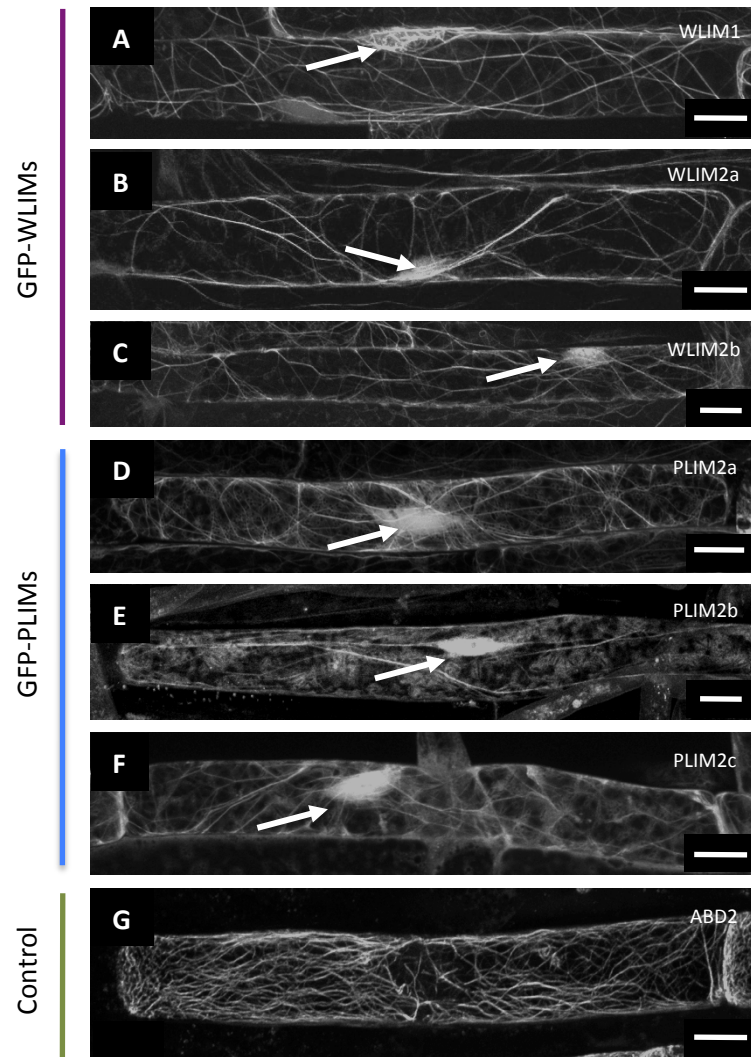 GFP-WLIMs
A
WLIM1
B
WLIM2a
C
WLIM2b
GFP-PLIMs
D
PLIM2a
E
PLIM2b
F
PLIM2c
Control
G
ABD2